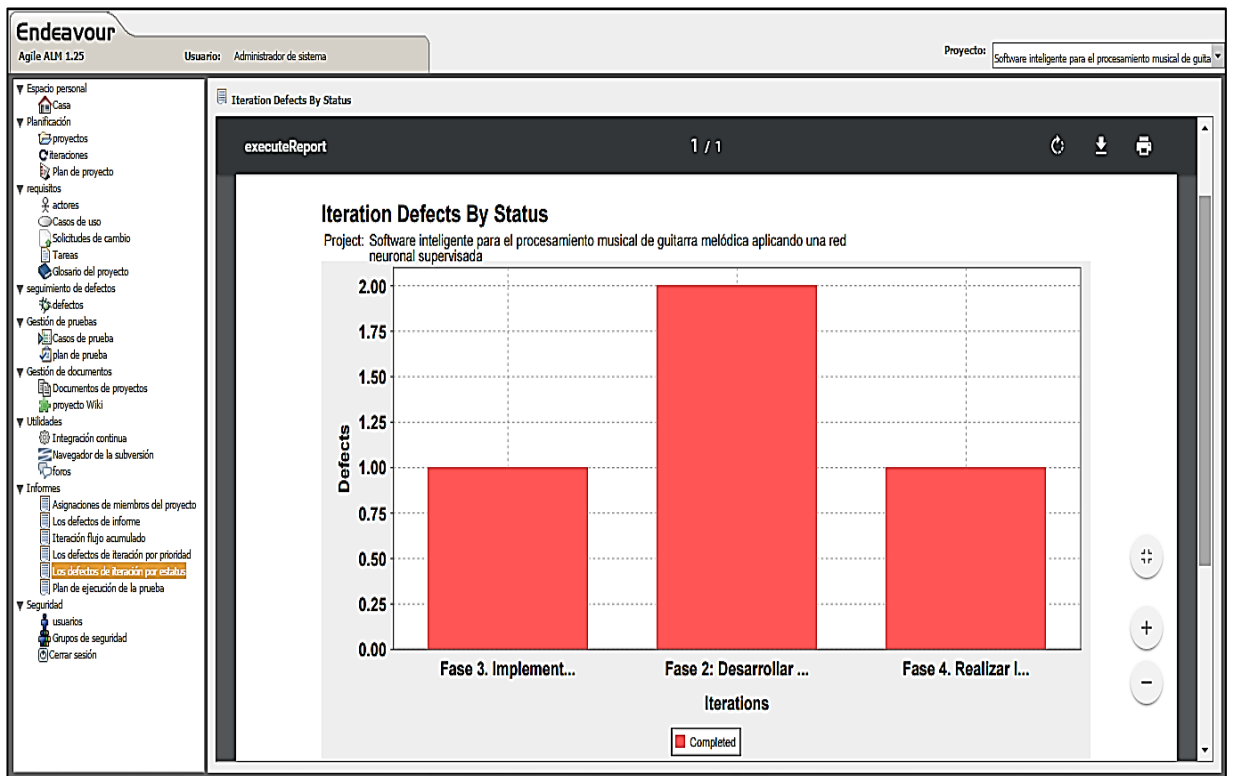 Endeavour
Agile ALM 1.25
Usuario: Administrador de sistema
Proyecto: Software inteligente para el procesamiento musical de guita
Espacio personal
Casa
Planificación
proyectos
iteraciones
Plan de proyecto
requisitos
actores
Casos de uso
Solicitudes de cambio
Tareas
Glosario del proyecto
seguimiento de defectos
defectos
Gestión de pruebas
Casos de prueba
plan de prueba
Gestión de documentos
Documentos de proyectos
proyecto Wiki
Utilidades
Integración continua
Navegador de la subversión
foros
Informes
Asignaciones de miembros del proyecto
Los defectos de informe
Iteración flujo acumulado
Los defectos de iteración por prioridad
Los defectos de iteración por estatus
Plan de ejecución de la prueba
Seguridad
usuarios
Grupos de seguridad
Cerrar sesión
Iteration Defects By Status
executeReport
1 / 1
Iteration Defects By Status
Project: Software inteligente para el procesamiento musical de guitarra melódica aplicando una red
neuronal supervisada
2.00
1.75
1.50
1.25
1.00
0.75
0.50
0.25
0.00
Defects
Fase 3. Implement...
Fase 2: Desarrollar ...
Fase 4. Realizar l...
Iterations
Completed